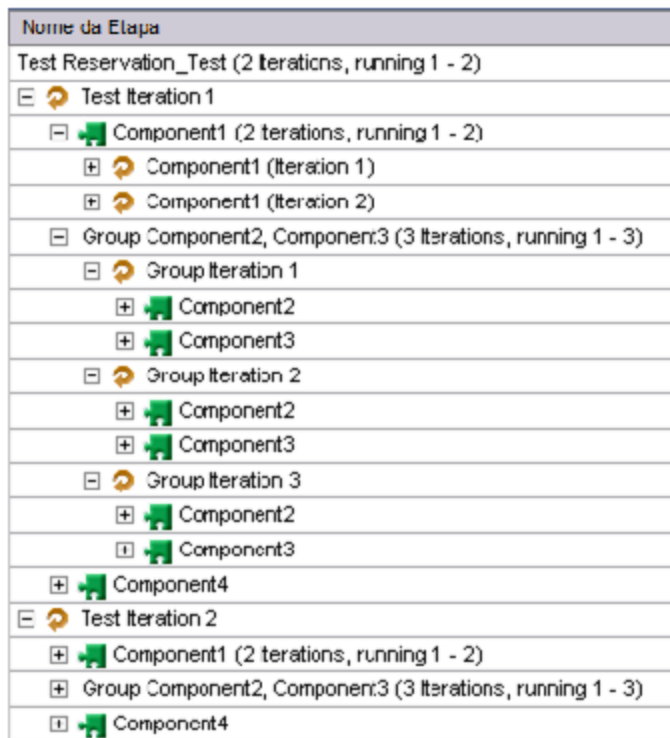 Nome da Etapa
Test Reservation_Test (2 Iterations, running 1 - 2)
Test Iteration 1
Component1 (2 Iterations, running 1 - 2)
Component1 (Iteration 1)
Component1 (Iteration 2)
Group Component2, Component3 (3 Iterations, running 1 - 3)
Group Iteration 1
Component2
Component3
Group Iteration 2
Component2
Component3
Group Iteration 3
Component2
Component3
Component4
Test Iteration 2
Component1 (2 Iterations, running 1 - 2)
Group Component2, Component3 (3 Iterations, running 1 - 3)
Component4